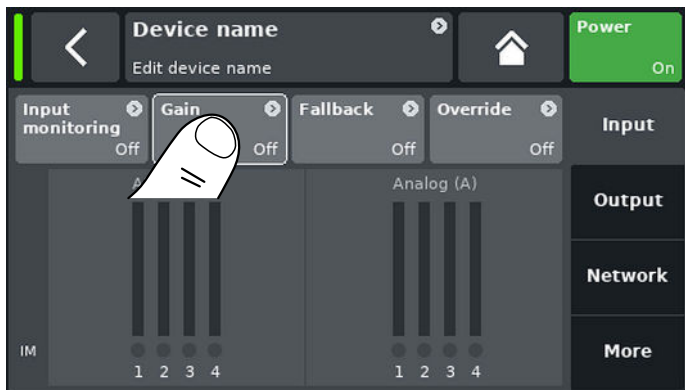 Device name
Edit device name
Power
On
Input monitoring
Off
Gain
Off
Fallback
Off
Override
Off
Input
Output
Network
More
Analog (A)
IM
1 2 3 4
1 2 3 4